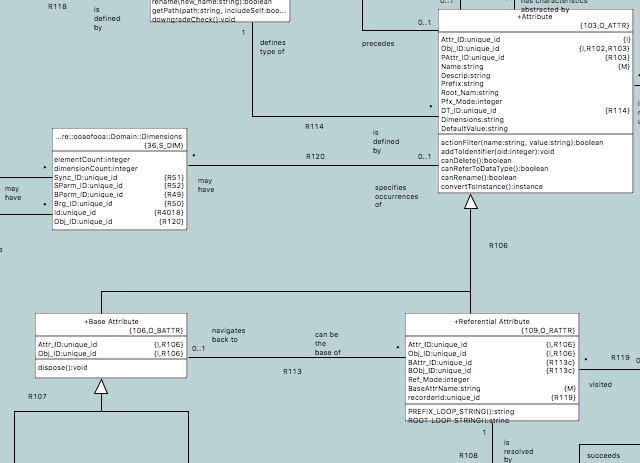 R118
is
defined
by
rename(new_name:string):boolean
getPath(path:string, includeSelf:boo...
downgradeCheck():void
1
defines
type of
0..1
precedes
0..1
has characteristics
abstracted by
+Attribute
{103,O_ATTR}
Attr_ID:unique_id {I}
Obj_ID:unique_id {I,R102,R103}
PAttr_ID:unique_id {R103}
Name:string {M}
Descrip:string
Prefix:string
Root_Nam:string
Pfx_Mode:integer
DT_ID:unique_id {R114}
Dimensions:string
DefaultValue:string
actionFilter(name:string, value:string):boolean
addToIdentifier(oid:integer):void
canDelete():boolean
canReferToDataType():boolean
canRename():boolean
convertToInstance():instance
*
R114
is
defined
by
*
R120
0..1
may
have
specifies
occurrences
of
...re::ooaofooa::Domain::Dimensions
{36,S_DIM}
elementCount:integer
dimensionCount:integer
Sync_ID:unique_id {R51}
SParm_ID:unique_id {R52}
BParm_ID:unique_id {R49}
Brg_ID:unique_id {R50}
Id:unique_id {R4018}
Obj_ID:unique_id {R120}
*
may
have
*
R106
+Base Attribute
{106,O_BATTR}
Attr_ID:unique_id {I,R106}
Obj_ID:unique_id {I,R106}
dispose():void
navigates
back to
0..1
can be
the
base of
*
R113
+Referential Attribute
{109,O_RATTR}
Attr_ID:unique_id {I,R106}
Obj_ID:unique_id {I,R106}
BAttr_ID:unique_id {R113c}
BObj_ID:unique_id {R113c}
Ref_Mode:integer
BaseAttrName:string {M}
recorderId:unique_id {R119}
PREFIX_LOOP_STRING():string
ROOT_LOOP_STRING():string
*
R119
visited
R107
1
R108
is
resolved
by
succeeds